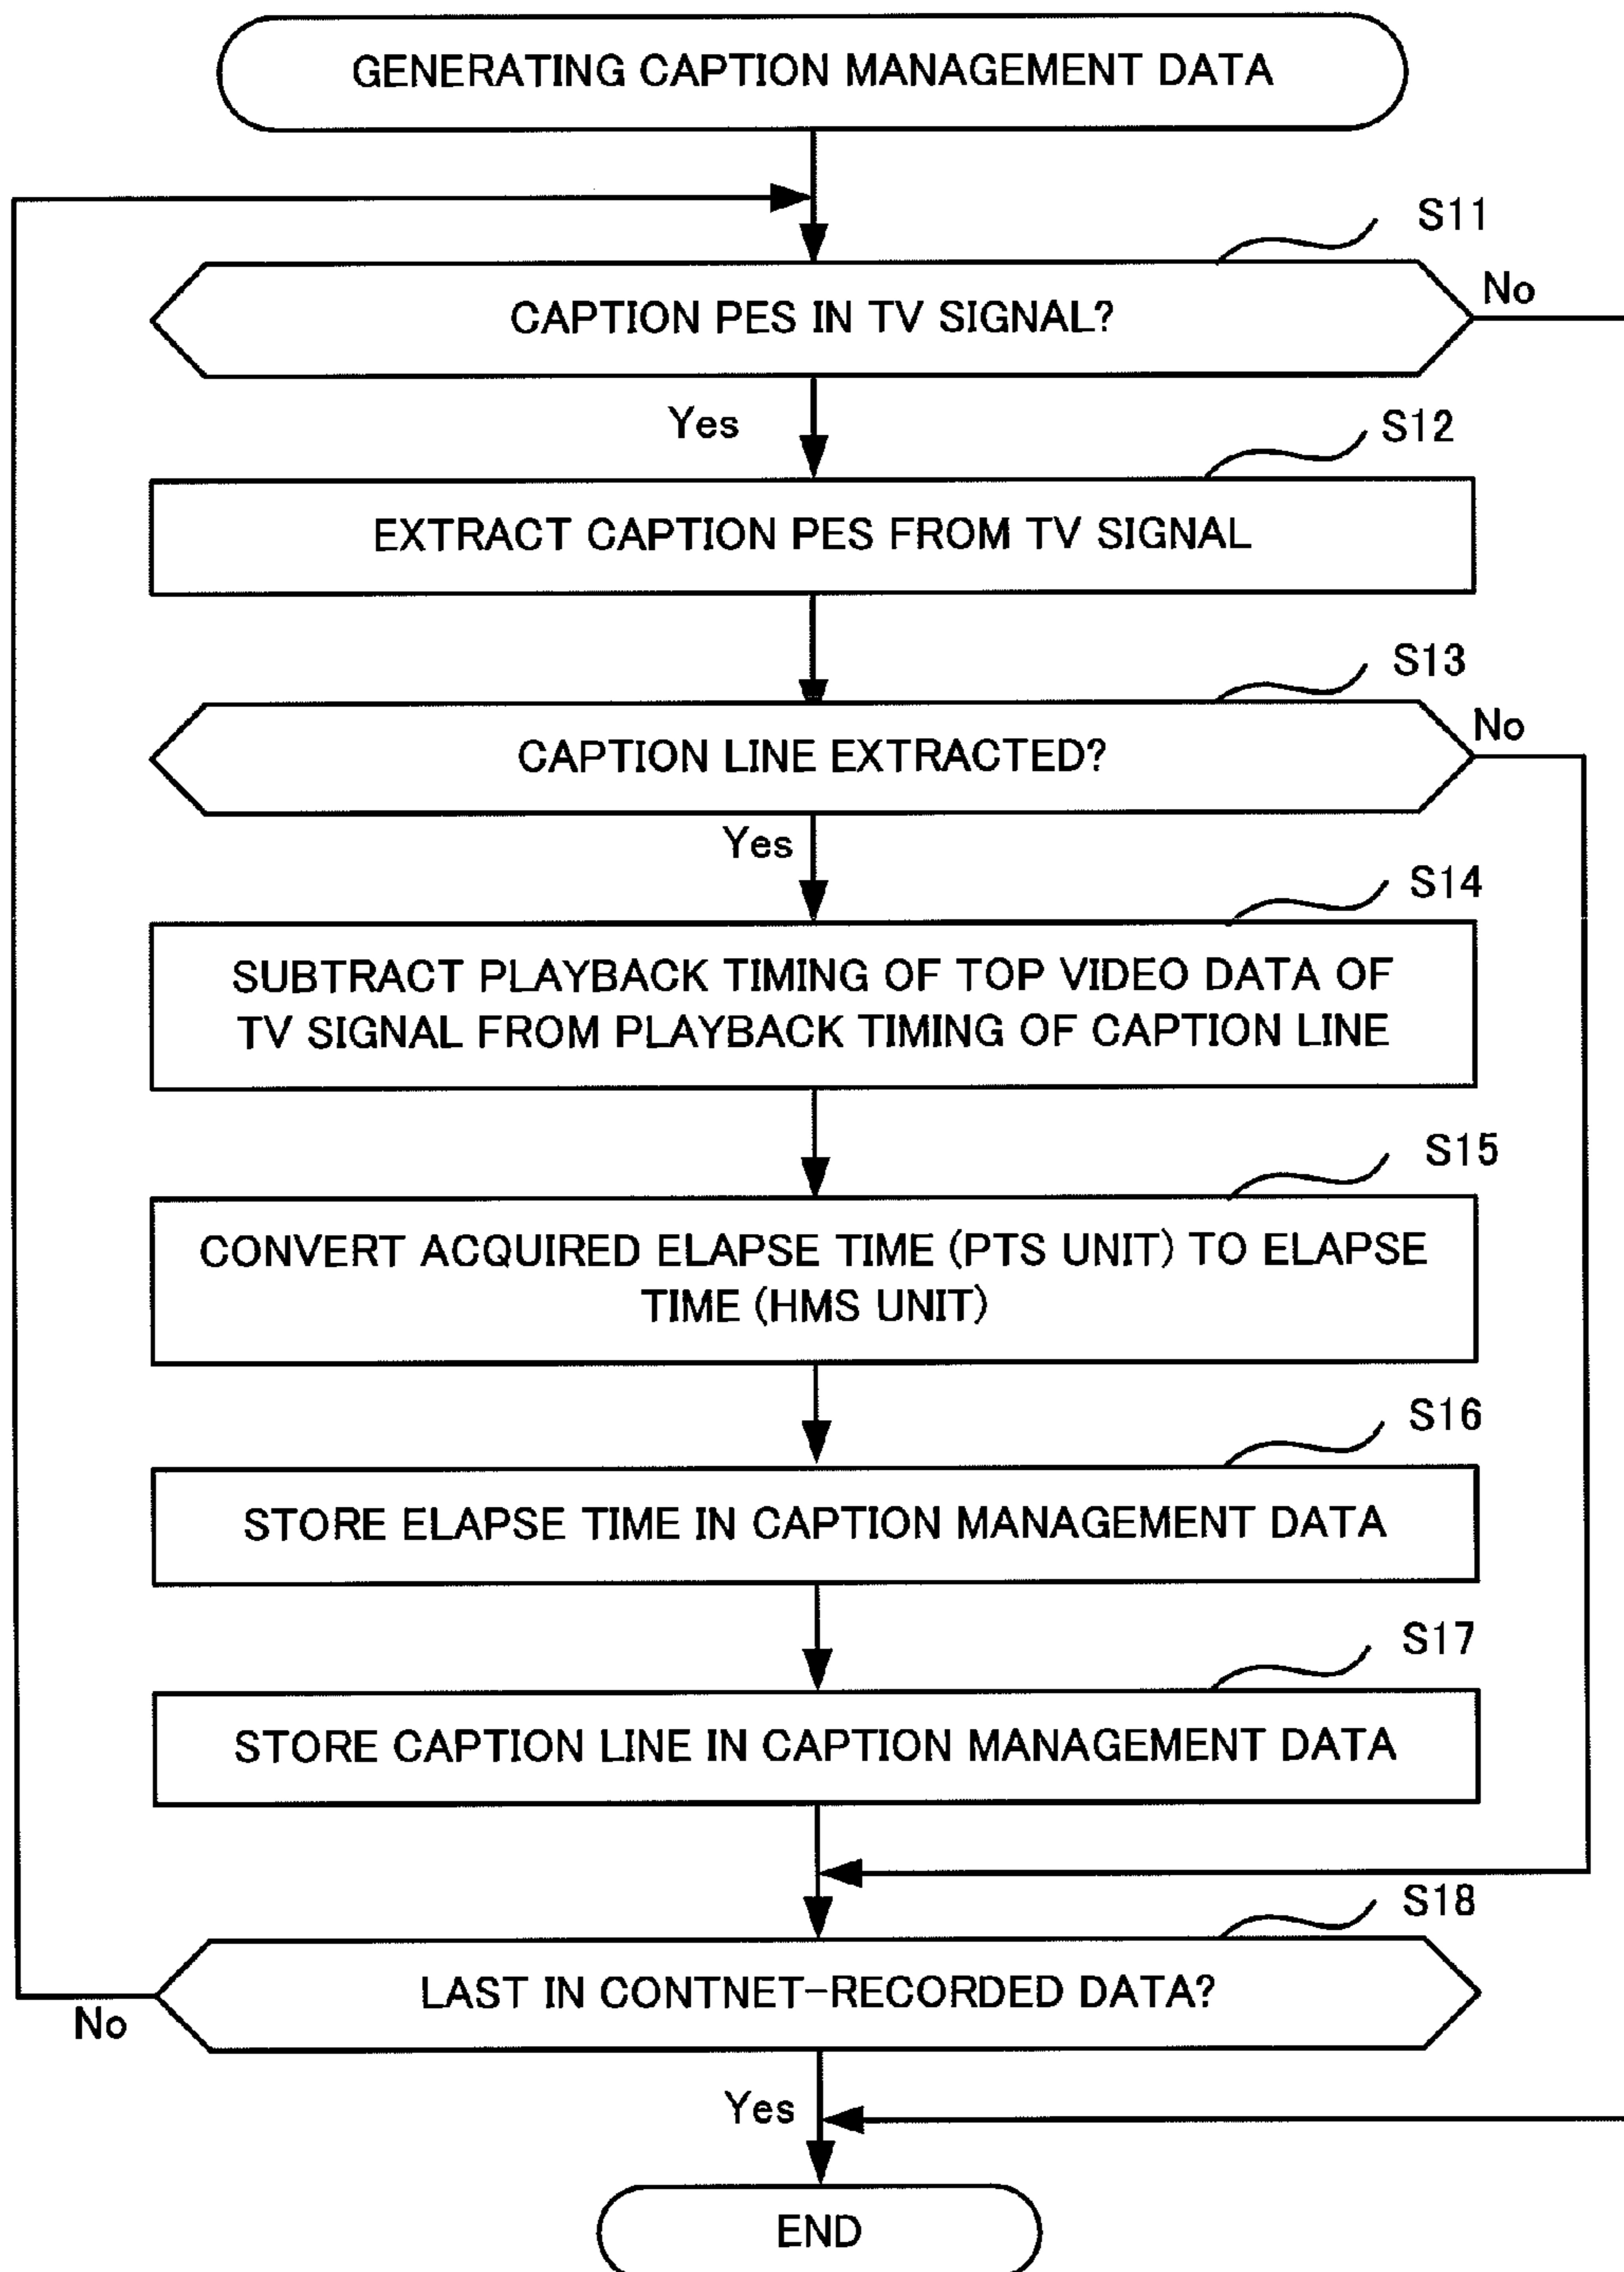 GENERATING CAPTION MANAGEMENT DATA
S11
CAPTION PES IN TV SIGNAL?
No
Yes
S12
EXTRACT CAPTION PES FROM TV SIGNAL
S13
CAPTION LINE EXTRACTED?
No
Yes
S14
SUBTRACT PLAYBACK TIMING OF TOP VIDEO DATA OF
TV SIGNAL FROM PLAYBACK TIMING OF CAPTION LINE
S15
CONVERT ACQUIRED ELAPSE TIME (PTS UNIT) TO ELAPSE
TIME (HMS UNIT)
S16
STORE ELAPSE TIME IN CAPTION MANAGEMENT DATA
S17
STORE CAPTION LINE IN CAPTION MANAGEMENT DATA
S18
LAST IN CONTNET-RECORDED DATA?
No
Yes
END